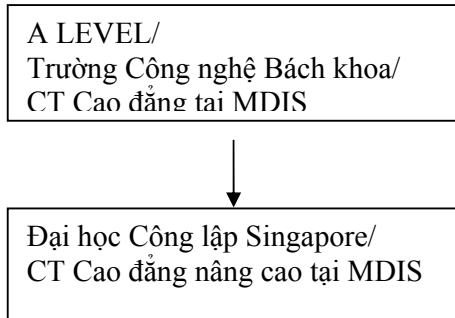 A LEVEL/
Trường Công nghệ Bách khoa/
CT Cao đẳng tại MDIS
Đại học Công lập Singapore/
CT Cao đẳng nâng cao tại MDIS